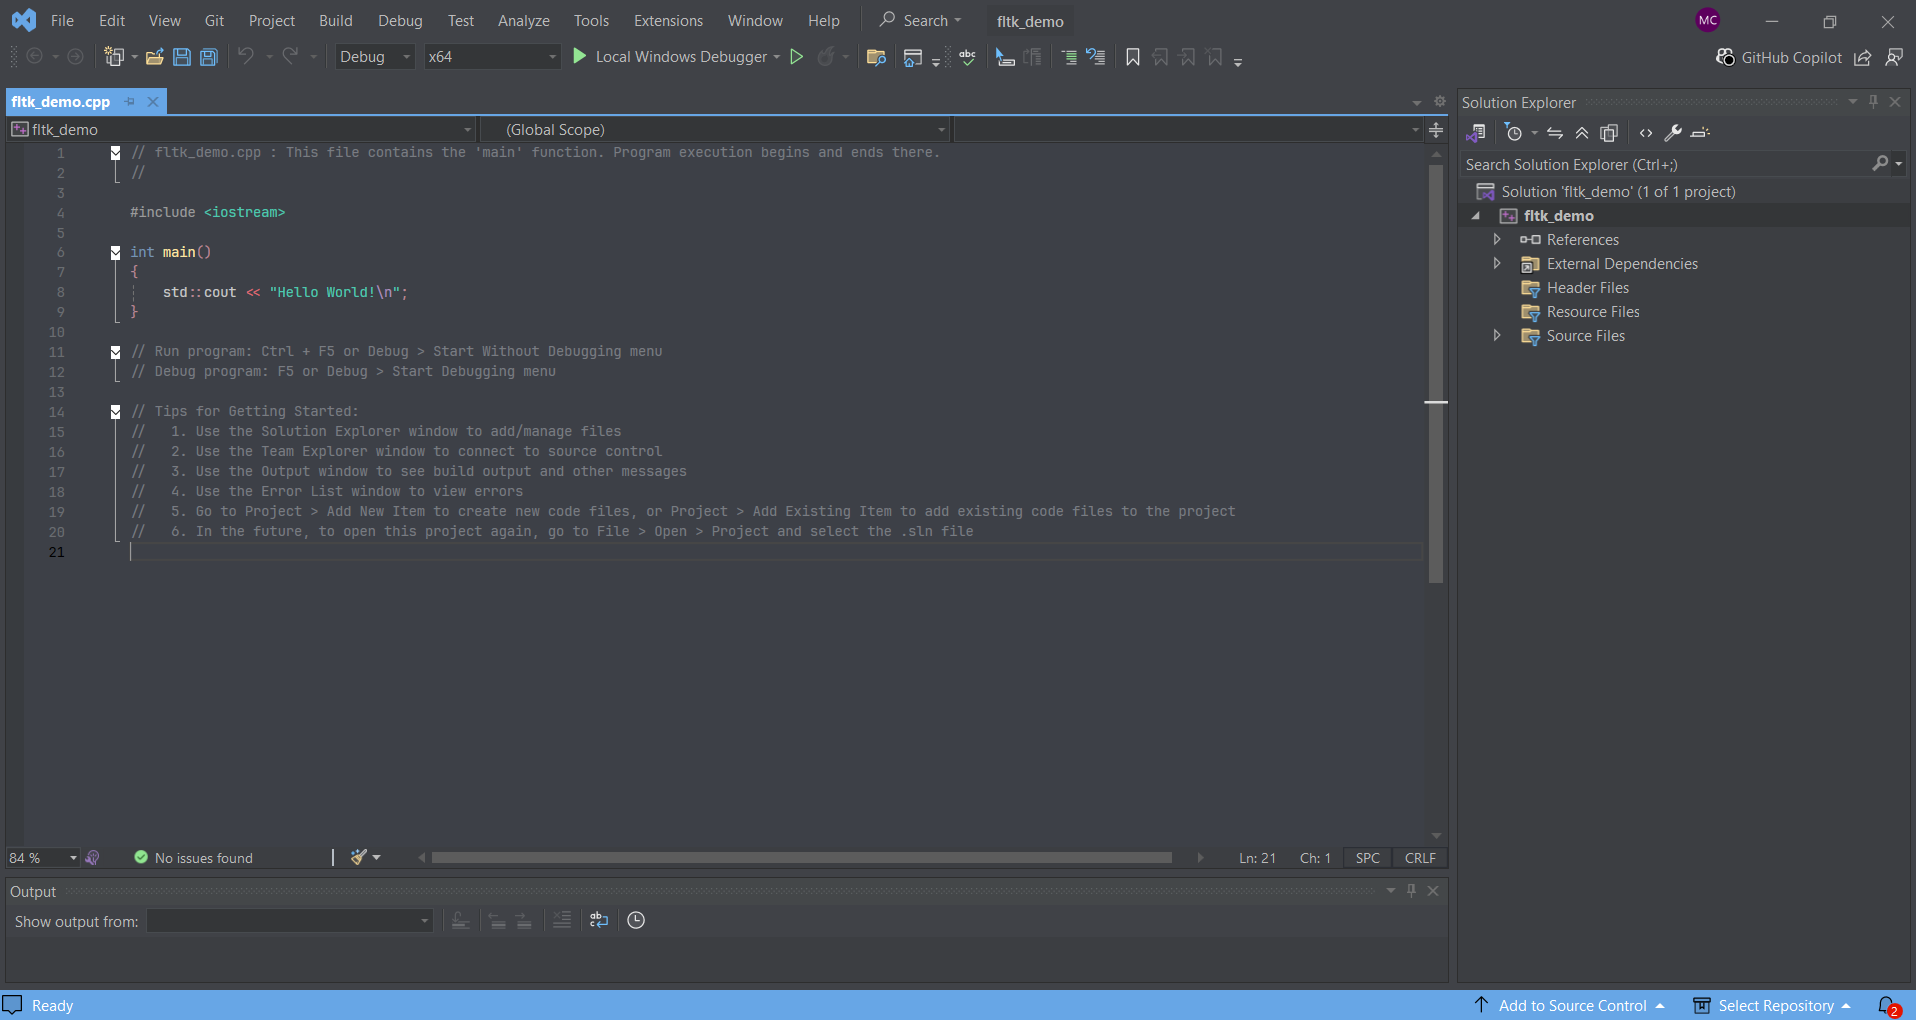 File Edit View Git Project Build Debug Test Analyze Tools Extensions Window Help Search fltk_demo MC
Debug x64 Local Windows Debugger abc GitHub Copilot
fltk_demo.cpp
fltk_demo (Global Scope)
1 // fltk_demo.cpp : This file contains the 'main' function. Program execution begins and ends there.
2 //
3
4 #include <iostream>
5
6 int main()
7 {
8 std::cout << "Hello World!\n";
9 }
10
11 // Run program: Ctrl + F5 or Debug > Start Without Debugging menu
12 // Debug program: F5 or Debug > Start Debugging menu
13
14 // Tips for Getting Started:
15 // 1. Use the Solution Explorer window to add/manage files
16 // 2. Use the Team Explorer window to connect to source control
17 // 3. Use the Output window to see build output and other messages
18 // 4. Use the Error List window to view errors
19 // 5. Go to Project > Add New Item to create new code files, or Project > Add Existing Item to add existing code files to the project
20 // 6. In the future, to open this project again, go to File > Open > Project and select the .sln file
21
84 % No issues found Ln: 21 Ch: 1 SPC CRLF
Output
Show output from:
Solution Explorer
Search Solution Explorer (Ctrl+;)
Solution 'fltk_demo' (1 of 1 project)
fltk_demo
References
External Dependencies
Header Files
Resource Files
Source Files
Ready Add to Source Control Select Repository 2